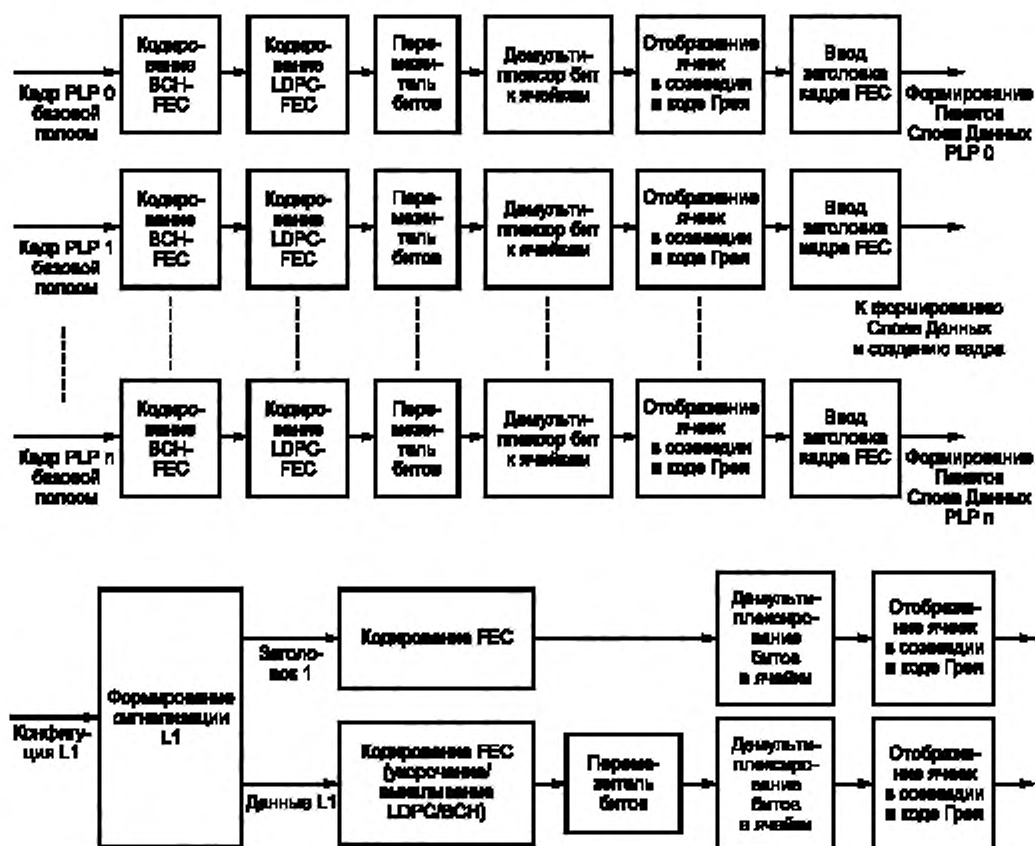 Кодиро-
вание
BCH-
FEC
Кодиро-
вание
LDPC-
FEC
Пере-
межи-
тель
битов
Демульти-
плексор бит
к ячейкам
Отображение
ячеек
в созвездии
в коде Грея
Ввод
заголовка
кадра FEC
Кадр PLP 0
базовой
полосы
Формирование
Пакетов
Слоев Данных
PLP 0
Кодиро-
вание
BCH-
FEC
Кодиро-
вание
LDPC-
FEC
Пере-
межи-
тель
битов
Демульти-
плексор бит
к ячейкам
Отображение
ячеек
в созвездии
в коде Грея
Ввод
заголовка
кадра FEC
Кадр PLP 1
базовой
полосы
К формированию
Слоев Данных
и созданию кадра
Кодиро-
вание
BCH-
FEC
Кодиро-
вание
LDPC-
FEC
Пере-
межи-
тель
битов
Демульти-
плексор бит
к ячейкам
Отображение
ячеек
в созвездии
в коде Грея
Ввод
заголовка
кадра FEC
Кадр PLP n
базовой
полосы
Формирование
Пакетов
Слоев Данных
PLP n
Конфигу-
ция L1
Формирование
сигнализации
L1
Заголо-
вок 1
Кодирование FEC
Демульти-
плексиро-
вание
битов
в ячейки
Отображе-
ние ячеек
в созвездии
в коде Грея
Данные L1
Кодирование FEC
(укорочение/
выкалывание
LDPC/BCH)
Переме-
житель
битов
Демульти-
плексиро-
вание
битов
в ячейки
Отображе-
ние ячеек
в созвездии
в коде Грея